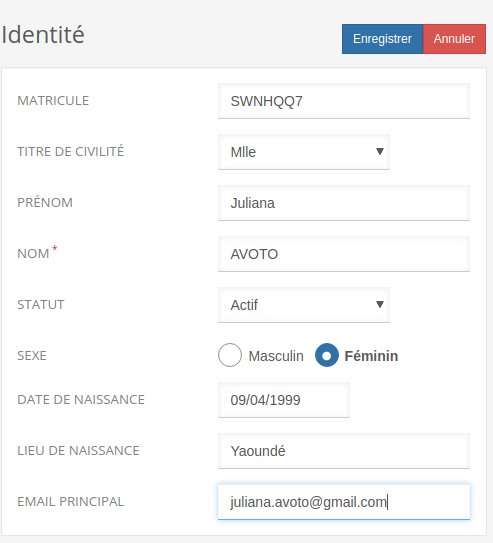 Identité
Enregistrer Annuler
MATRICULE SWNHQQ7
TITRE DE CIVILITÉ Mlle
PRÉNOM Juliana
NOM * AVOTO
STATUT Actif
SEXE Masculin Féminin
DATE DE NAISSANCE 09/04/1999
LIEU DE NAISSANCE Yaoundé
EMAIL PRINCIPAL juliana.avoto@gmail.com